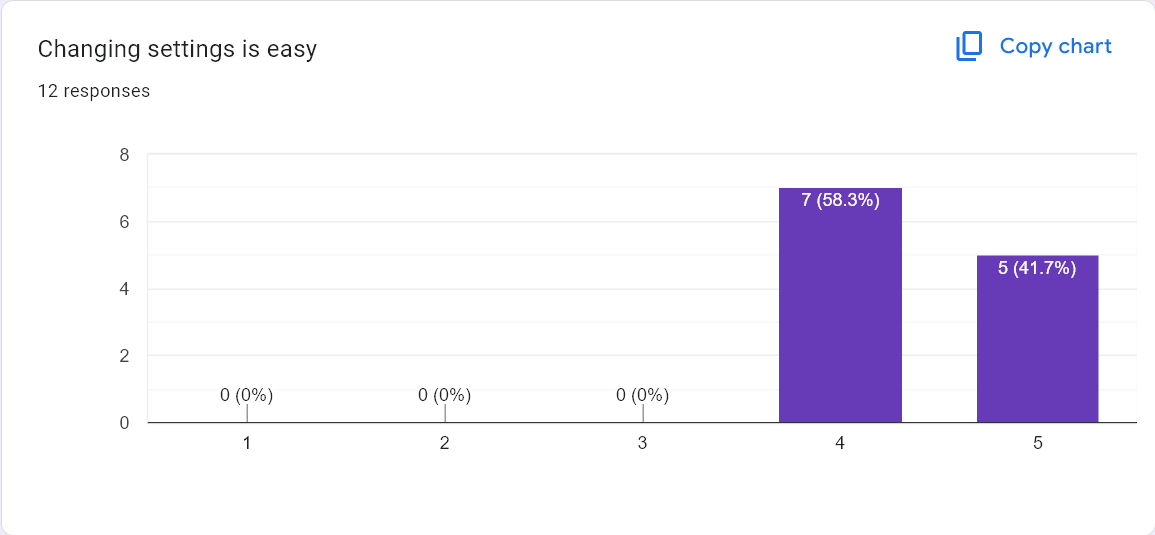 Changing settings is easy
Copy chart
12 responses
8
7 (58.3%)
6
5 (41.7%)
4
2
0 (0%) 0 (0%) 0 (0%)
0
1 2 3 4 5